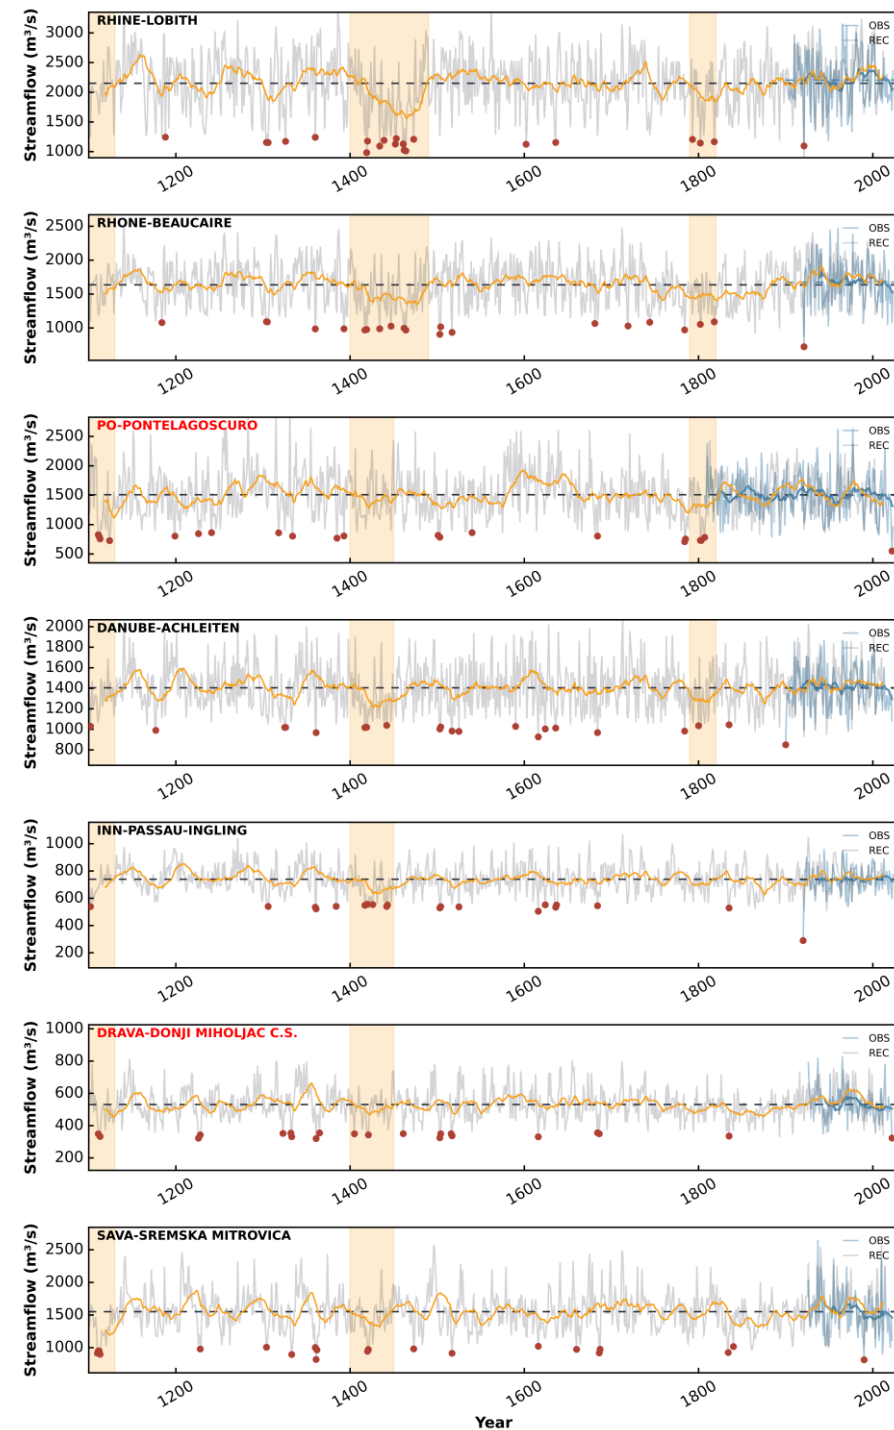 RHINE-LOBITH
OBS
REC
Streamflow (m³/s)
3000
2500
2000
1500
1000
1200
1400
1600
1800
2000
RHONE-BEAUCAIRE
OBS
REC
Streamflow (m³/s)
2500
2000
1500
1000
1200
1400
1600
1800
2000
PO-PONTELAGOSCURO
OBS
REC
Streamflow (m³/s)
2500
2000
1500
1000
500
1200
1400
1600
1800
2000
DANUBE-ACHLEITEN
OBS
REC
Streamflow (m³/s)
2000
1800
1600
1400
1200
1000
800
1200
1400
1600
1800
2000
INN-PASSAU-INGLING
OBS
REC
Streamflow (m³/s)
1000
800
600
400
200
1200
1400
1600
1800
2000
DRAVA-DONJI MIHOLJAC C.S.
OBS
REC
Streamflow (m³/s)
1000
800
600
400
200
1200
1400
1600
1800
2000
SAVA-SREMSKA MITROVICA
OBS
REC
Streamflow (m³/s)
2500
2000
1500
1000
1200
1400
1600
1800
2000
Year